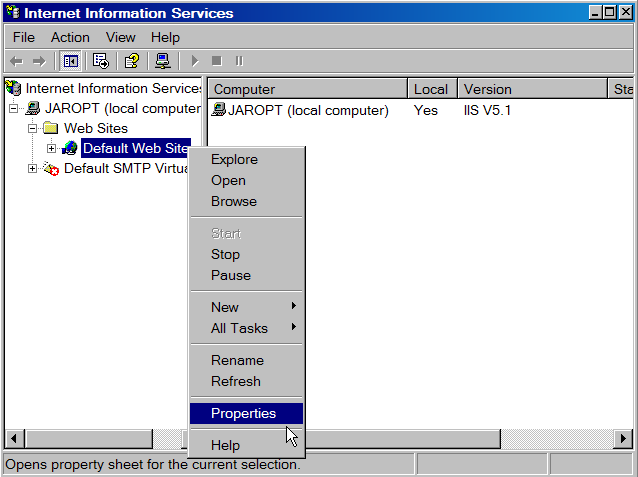 Internet Information Services
File Action View Help
Internet Information Services
Computer Local Version Sta
JAROPT (local computer
JAROPT (local computer) Yes IIS V5.1
Web Sites
Default Web Site
Default SMTP Virtua
Explore
Open
Browse
Start
Stop
Pause
New
All Tasks
Rename
Refresh
Properties
Help
Opens property sheet for the current selection.